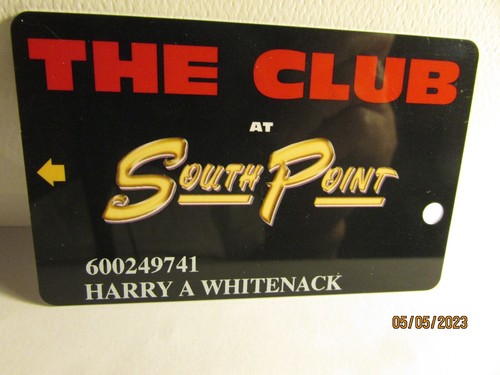 THE CLUB
AT
SOUTH POINT
600249741
HARRY A WHITENACK
05/05/2023